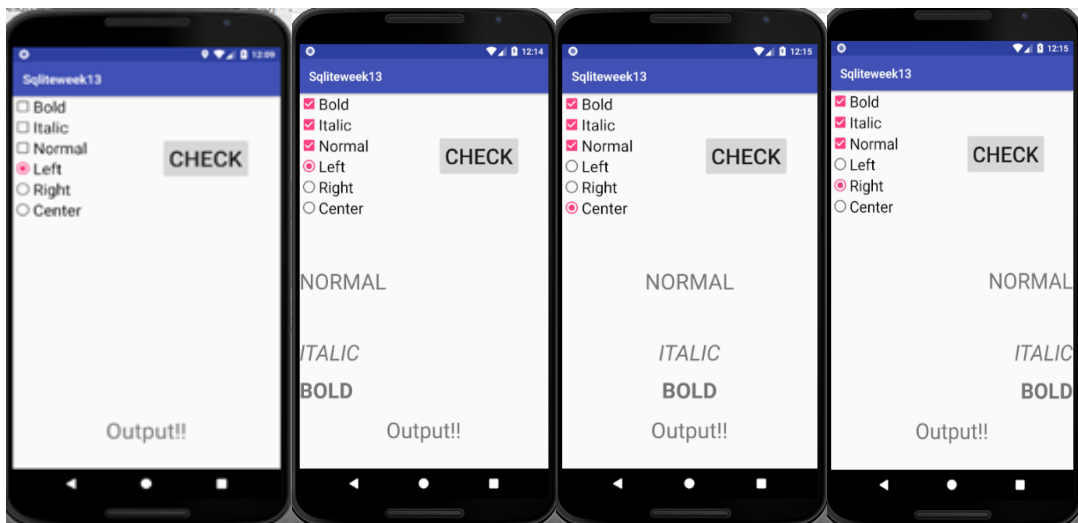 12:09
Sqliteweek13
Bold
Italic
Normal
CHECK
Left
Right
Center
Output!!
12:14
Sqliteweek13
Bold
Italic
Normal
CHECK
Left
Right
Center
NORMAL
ITALIC
BOLD
Output!!
12:15
Sqliteweek13
Bold
Italic
Normal
CHECK
Left
Right
Center
NORMAL
ITALIC
BOLD
Output!!
12:15
Sqliteweek13
Bold
Italic
Normal
CHECK
Left
Right
Center
NORMAL
ITALIC
BOLD
Output!!